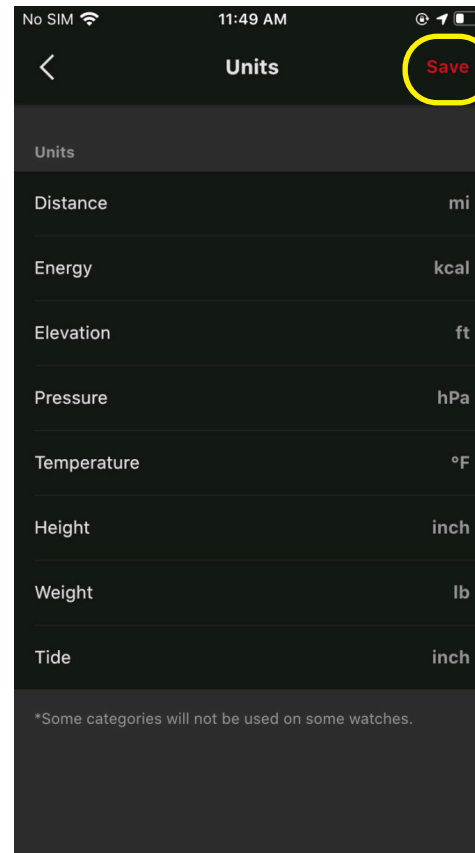 No SIM 11:49 AM
Units Save
Units
Distance mi
Energy kcal
Elevation ft
Pressure hPa
Temperature °F
Height inch
Weight lb
Tide inch
*Some categories will not be used on some watches.